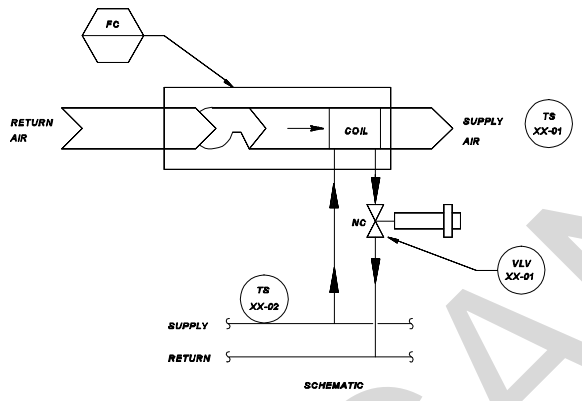 FC
RETURN
AIR
COIL
SUPPLY
AIR
TS
XX-01
NC
VLV
XX-01
TS
XX-02
SUPPLY
RETURN
SCHEMATIC